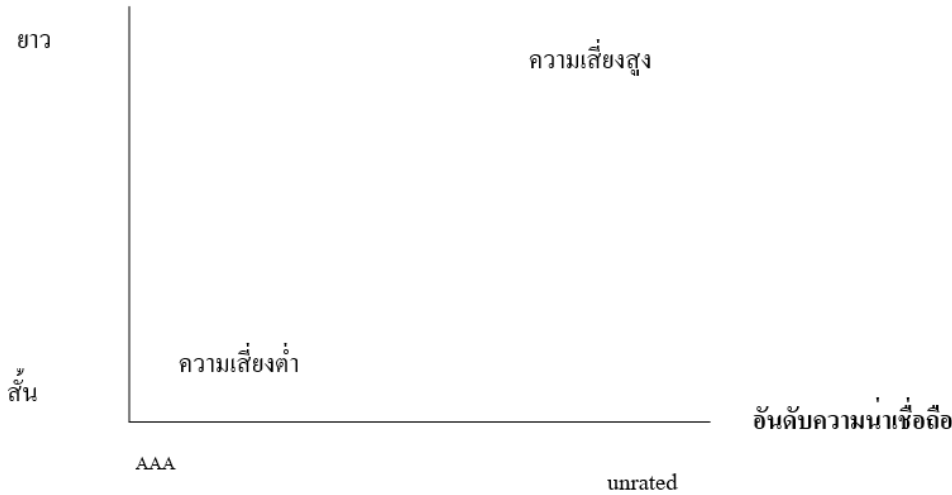 ยาว
ความเสี่ยงสูง
ความเสี่ยงต่ำ
สั้น
อันดับความน่าเชื่อถือ
AAA
unrated